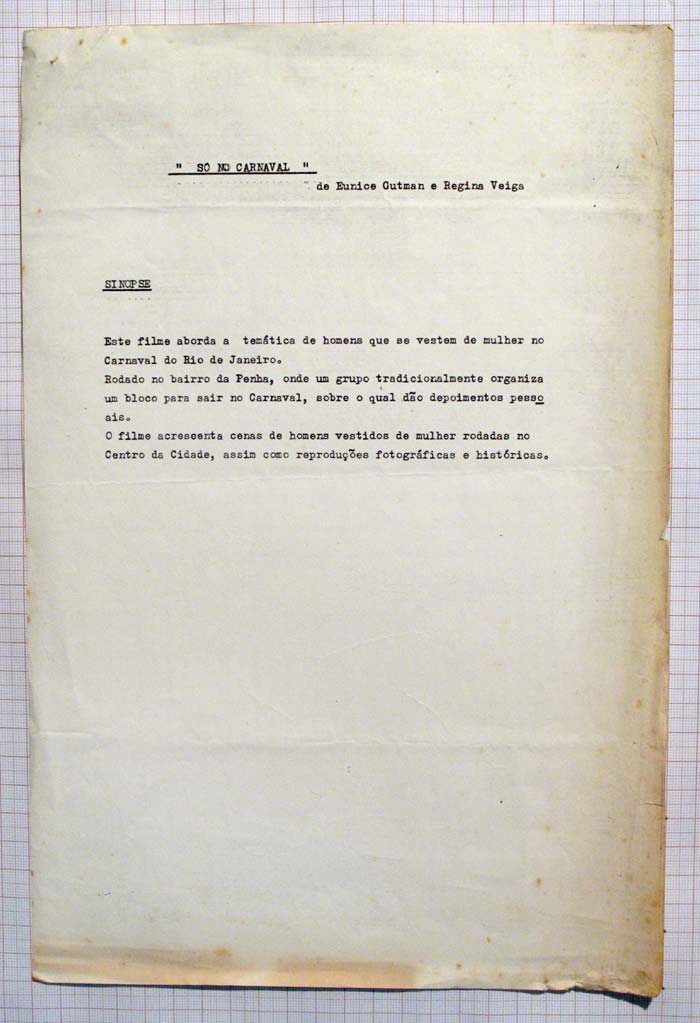 " SÓ NO CARNAVAL "
de Eunice Gutman e Regina Veiga
SINOPSE
Este filme aborda a temática de homens que se vestem de mulher no
Carnaval do Rio de Janeiro.
Rodado no bairro da Penha, onde um grupo tradicionalmente organiza
um bloco para sair no Carnaval, sobre o qual dão depoimentos pesso
ais.
O filme acrescenta cenas de homens vestidos de mulher rodadas no
Centro da Cidade, assim como reproduções fotográficas e históricas.